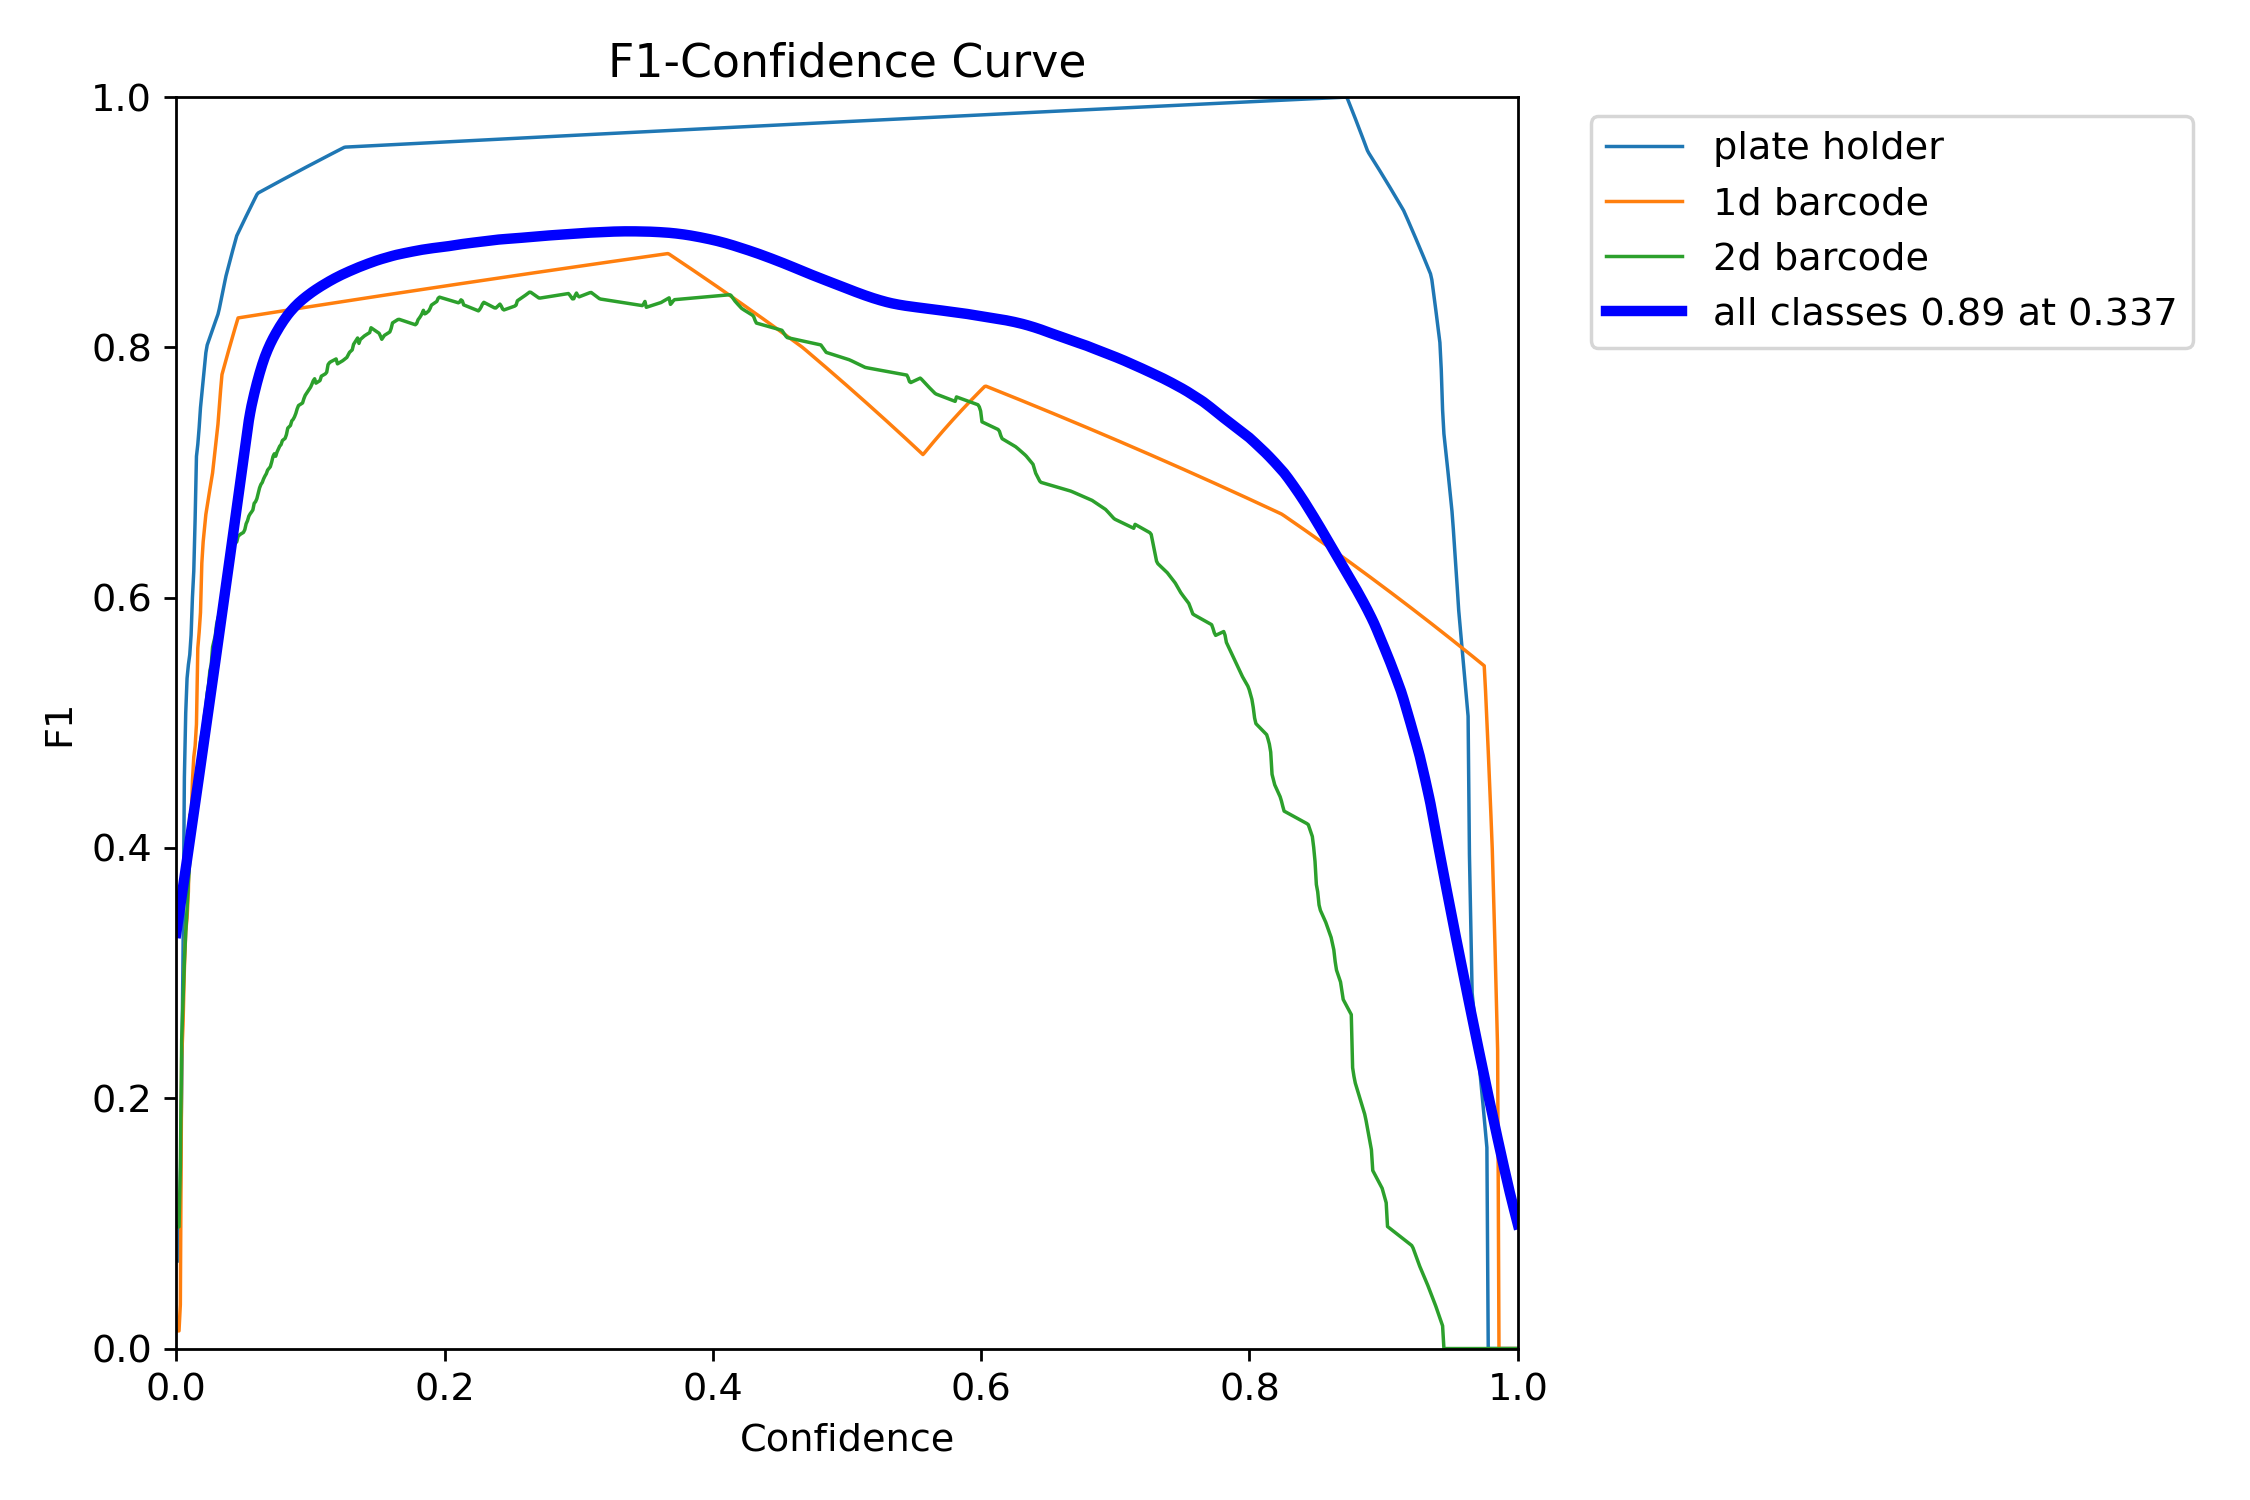 F1-Confidence Curve
1.0
0.8
0.6
0.4
0.2
0.0
F1
0.0 0.2 0.4 0.6 0.8 1.0
Confidence
plate holder
1d barcode
2d barcode
all classes 0.89 at 0.337